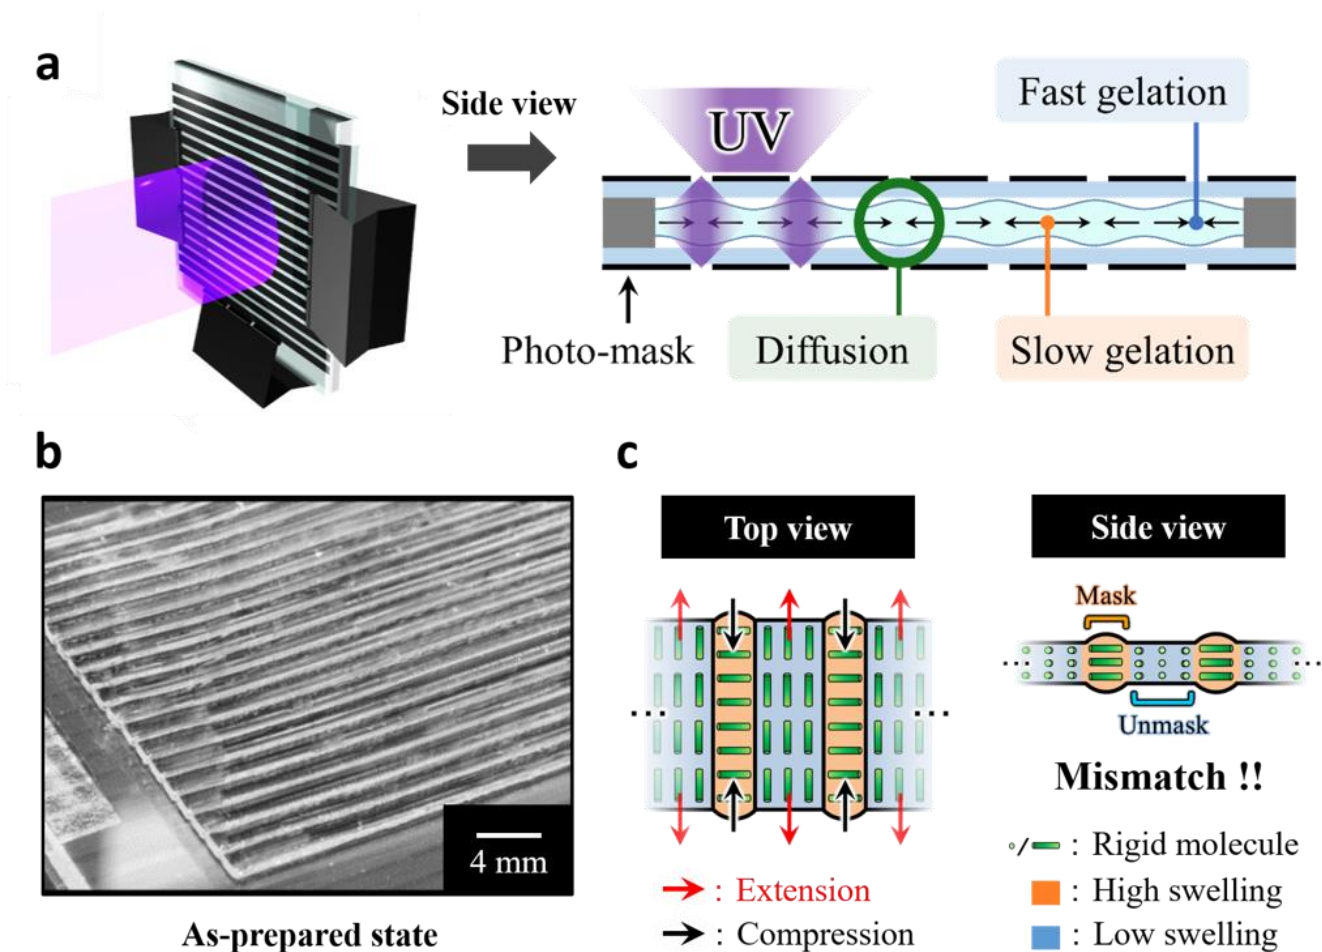 a
Side view
UV
Fast gelation
Photo-mask
Diffusion
Slow gelation
b
4 mm
As-prepared state
c
Top view
Side view
Mask
Unmask
Mismatch !!
: Rigid molecule
: Extension
: High swelling
: Compression
: Low swelling